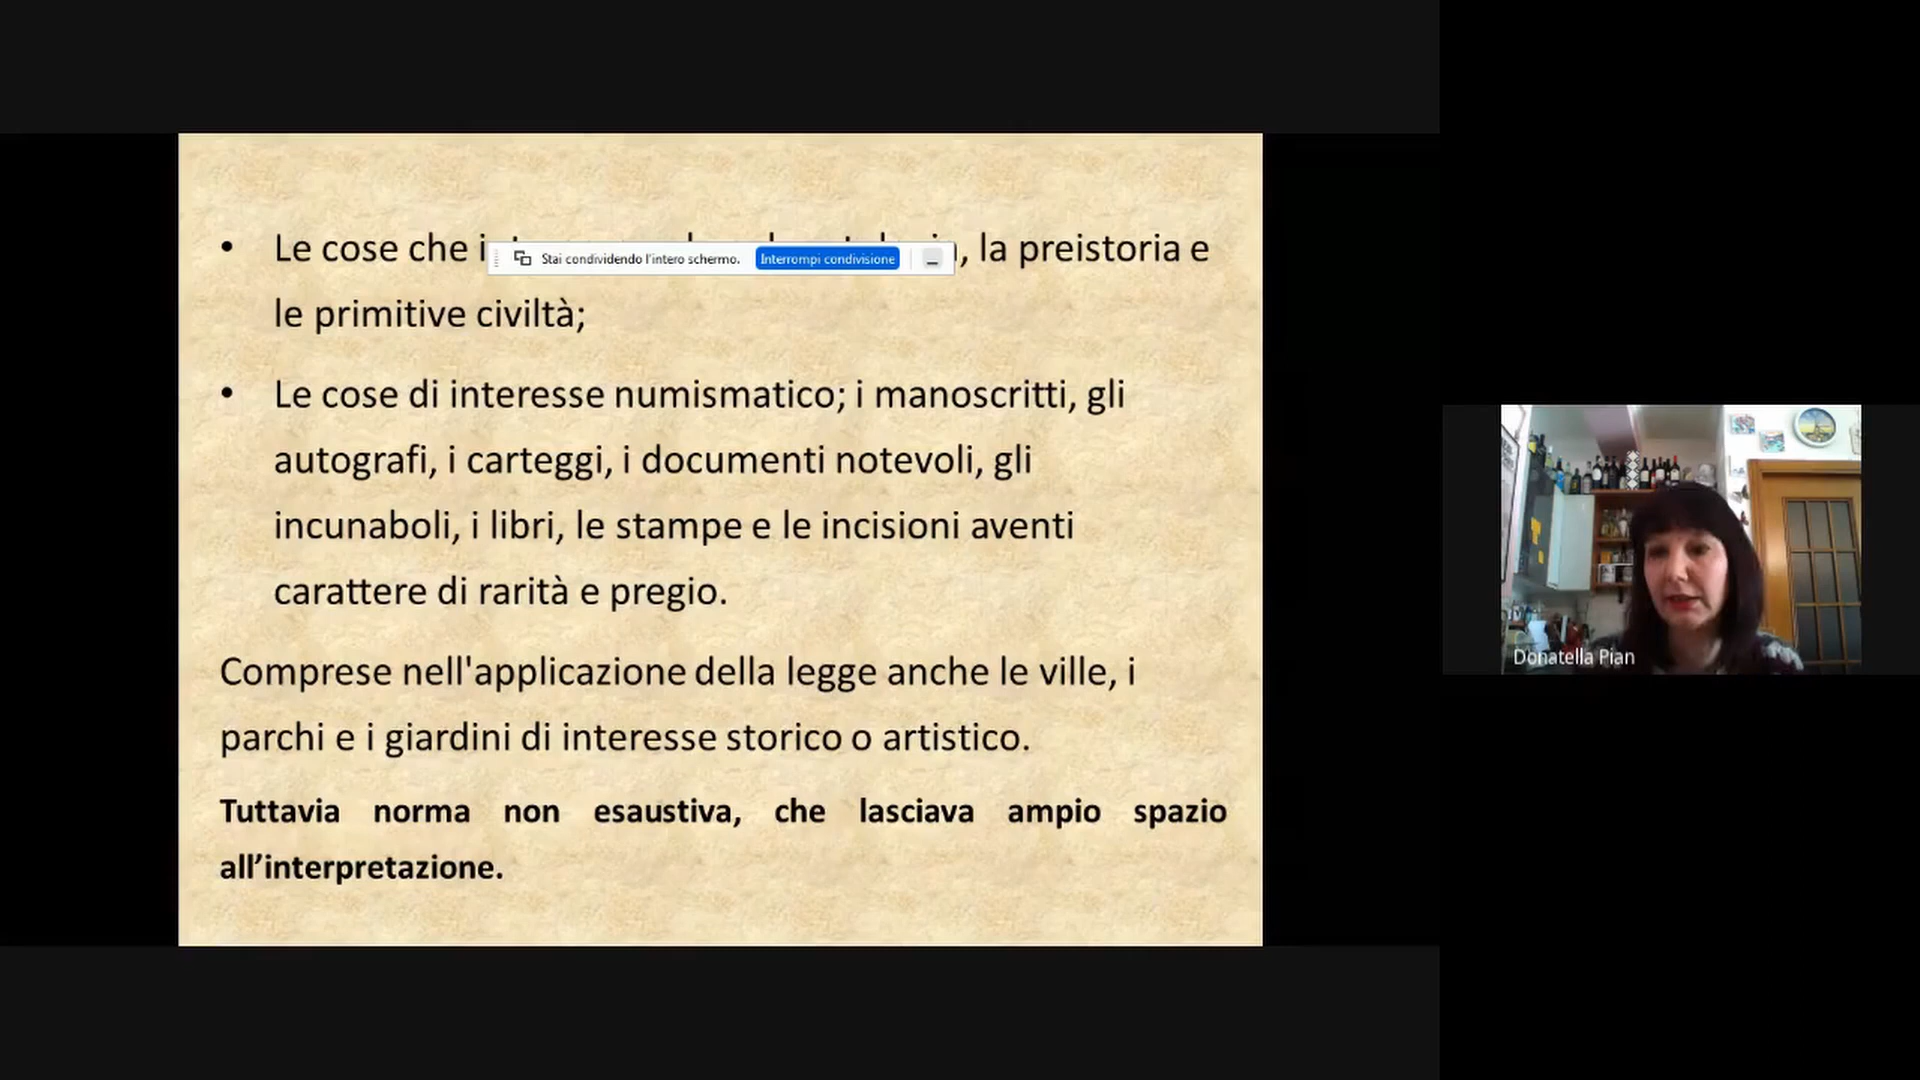 Le cose che , la preistoria e
Stai condividendo l'intero schermo. Interrompi condivisione
le primitive civiltà;
Le cose di interesse numismatico; i manoscritti, gli
autografi, i carteggi, i documenti notevoli, gli
incunaboli, i libri, le stampe e le incisioni aventi
carattere di rarità e pregio.
Comprese nell'applicazione della legge anche le ville, i
parchi e i giardini di interesse storico o artistico.
Tuttavia norma non esaustiva, che lasciava ampio spazio
all’interpretazione.
Donatella Pian